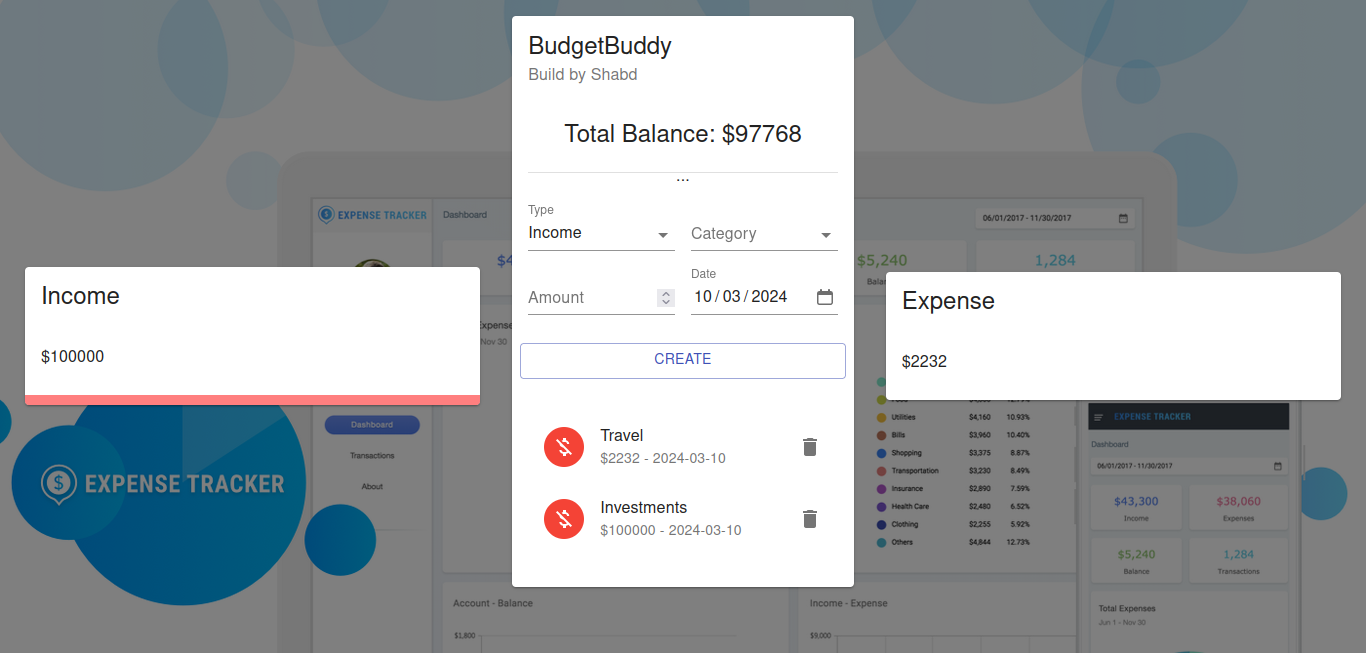 BudgetBuddy
Build by Shabd
Total Balance: $97768
...
Type
Income
Category
Amount
Date
10/03/2024
CREATE
Travel
$2232 - 2024-03-10
Investments
$100000 - 2024-03-10
Income
$100000
Expense
$2232
EXPENSE TRACKER
EXPENSE TRACKER
Dashboard
06/01/2017 - 11/30/2017
$5,240
1,284
Expense
Nov 30
Dashboard
Transactions
About
Utilities $4,160 10.93%
Bills $3,960 10.40%
Shopping $3,375 8.87%
Transportation $3,230 8.49%
Insurance $2,890 7.59%
Health Care $2,480 6.52%
Clothing $2,255 5.92%
Others $4,844 12.73%
Account - Balance
$1,800
Income - Expense
$9,000
EXPENSE TRACKER
Dashboard
06/01/2017 - 11/30/2017
$43,300
Income
$38,060
Expenses
$5,240
Balance
1,284
Transactions
Total Expenses
Jun 1 - Nov 30